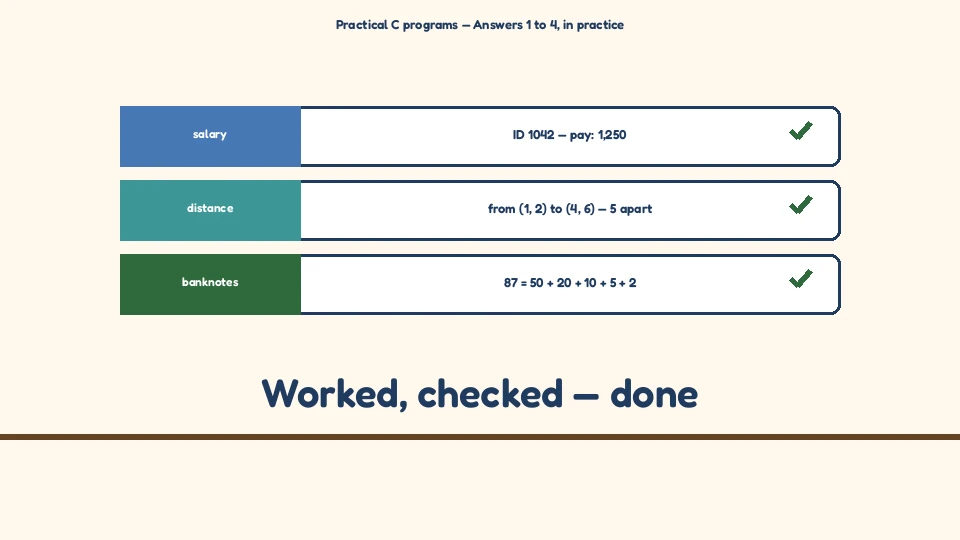 Practical C programs — Answers 1 to 4, in practice
salary
ID 1042 — pay: 1,250
distance
from (1, 2) to (4, 6) — 5 apart
banknotes
87 = 50 + 20 + 10 + 5 + 2
Worked, checked — done